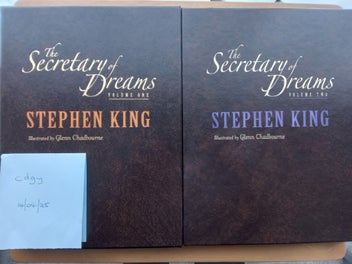 The
Secretary of
Dreams
VOLUME ONE
STEPHEN KING
Illustrated by Glenn Chadbourne
cdgy
The
Secretary of
Dreams
VOLUME TWO
STEPHEN KING
Illustrated by Glenn Chadbourne